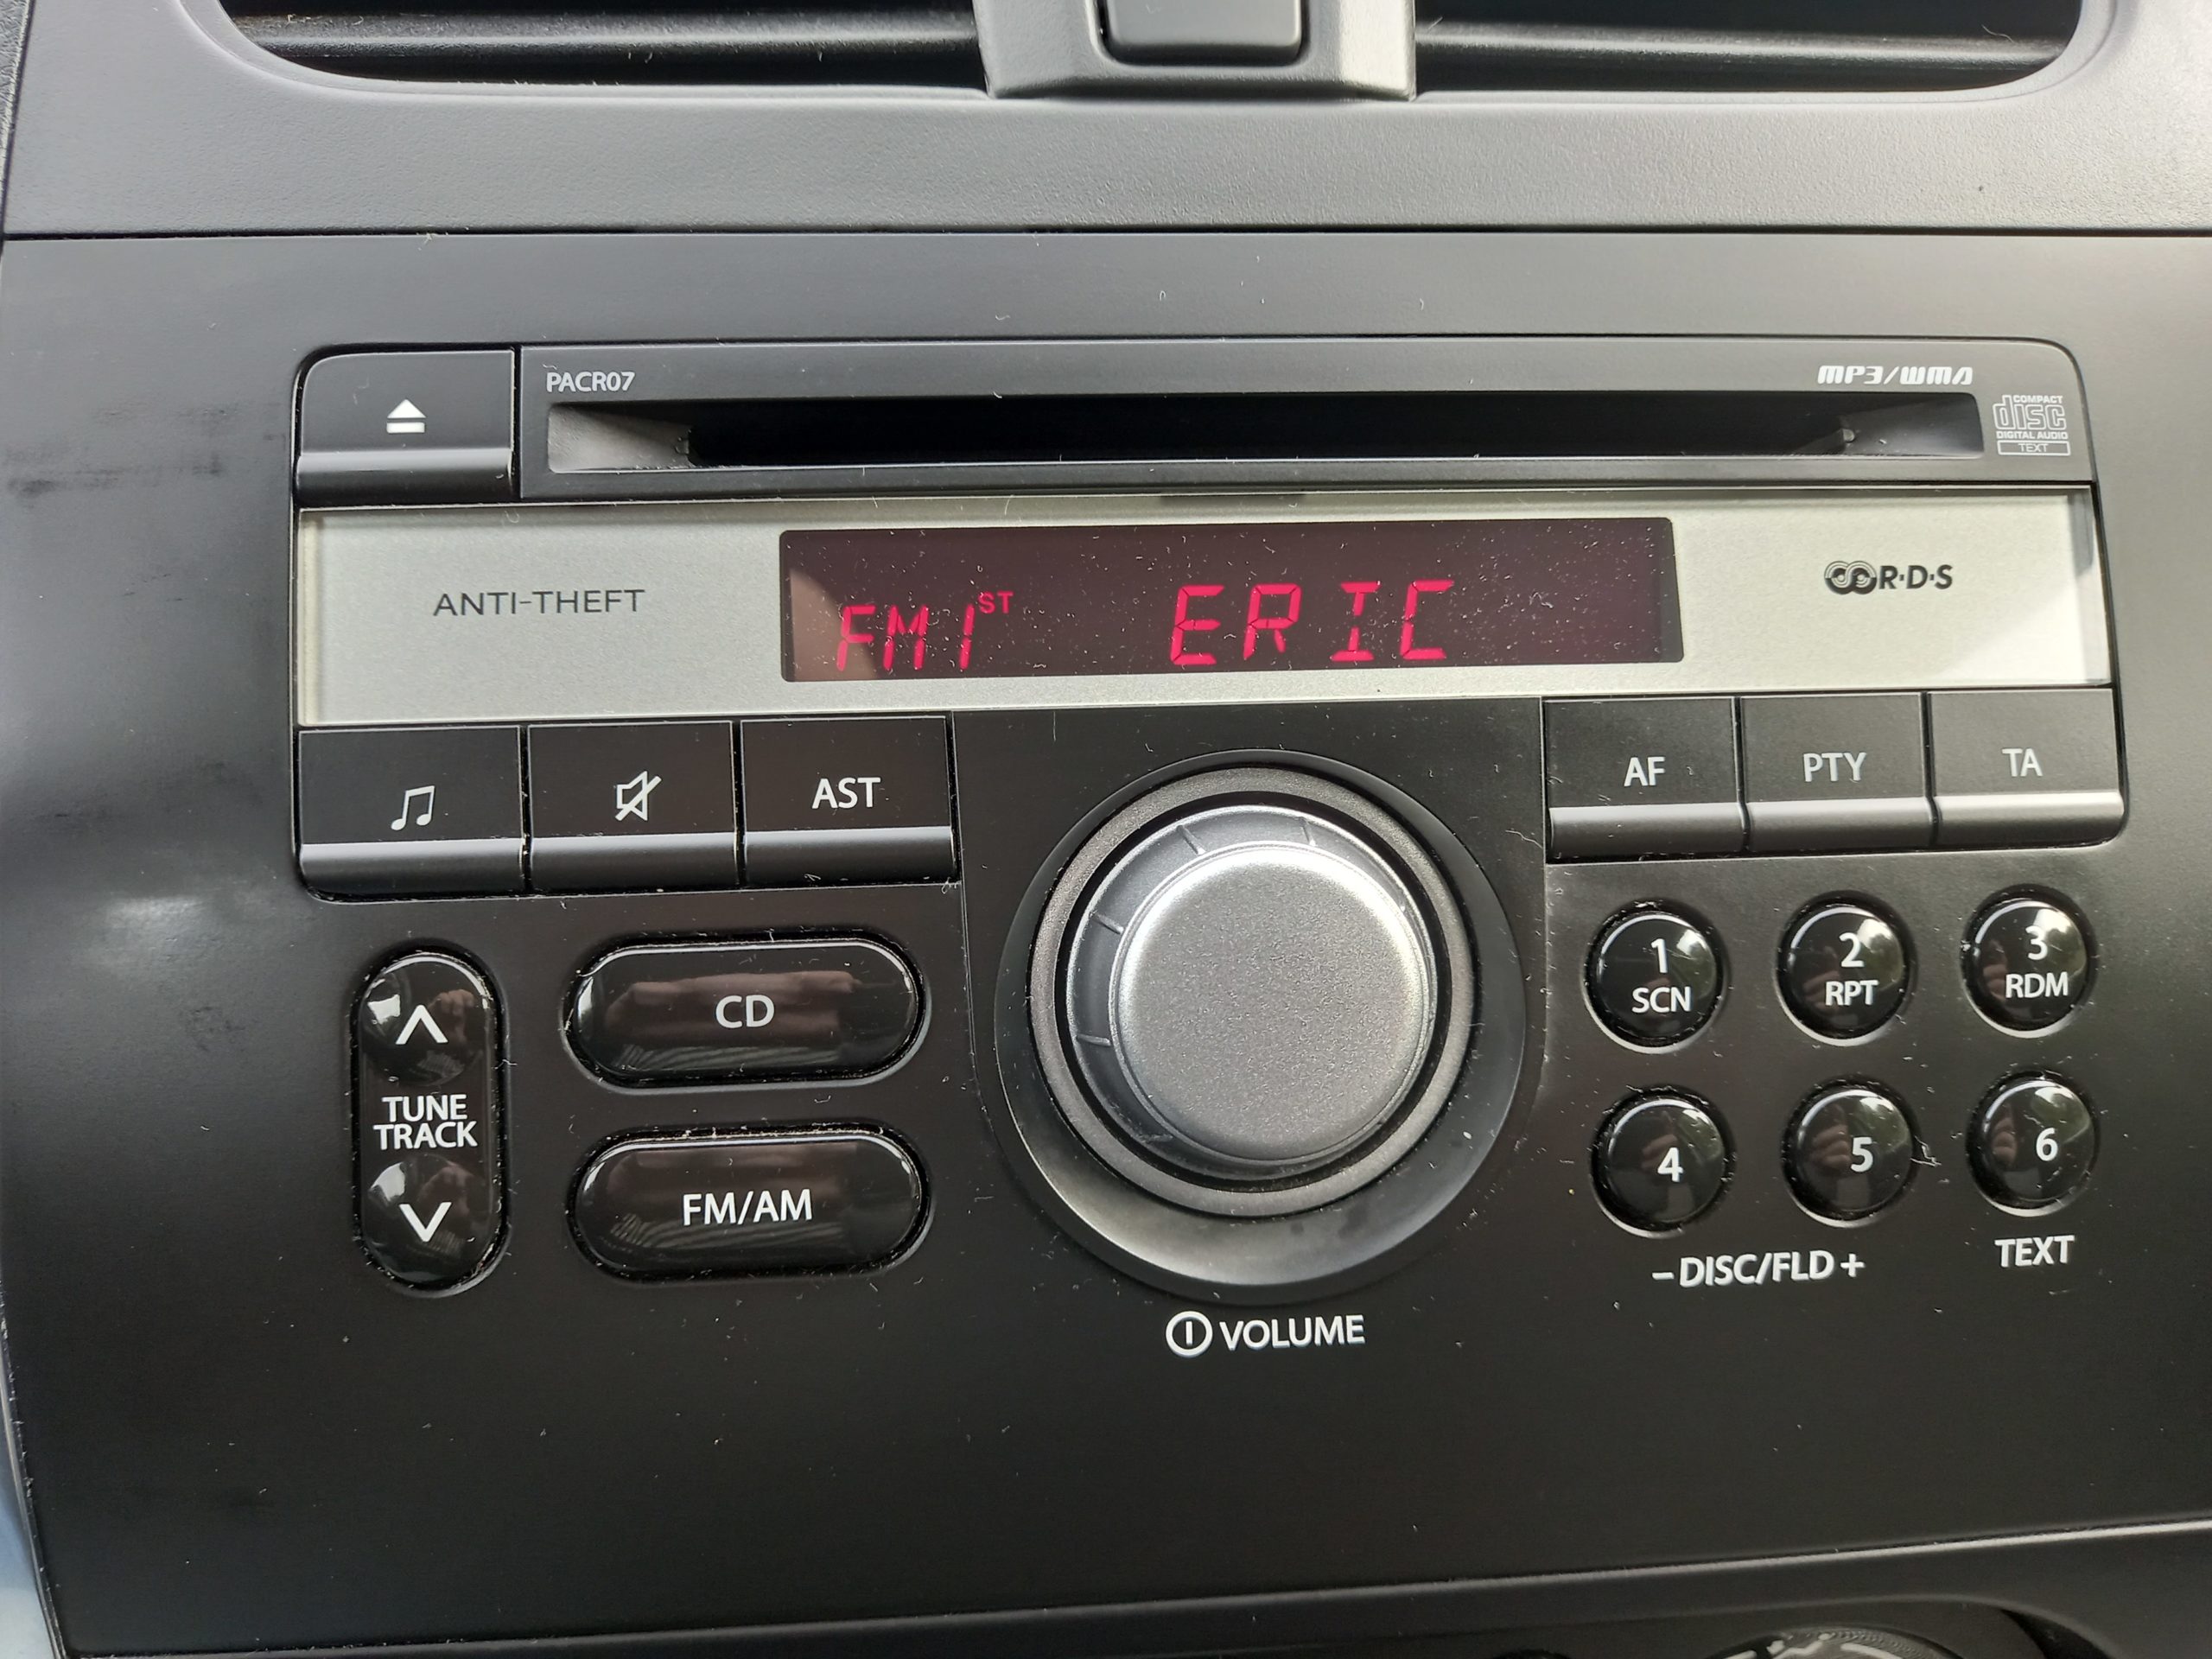 PACR07
MP3/WMA
COMPACT
disc
DIGITAL AUDIO
TEXT
ANTI-THEFT
FM1 ST ERIC
R·D·S
AST
AF
PTY
TA
CD
1
SCN
2
RPT
3
RDM
TUNE
TRACK
FM/AM
4
5
6
-DISC/FLD+
TEXT
VOLUME